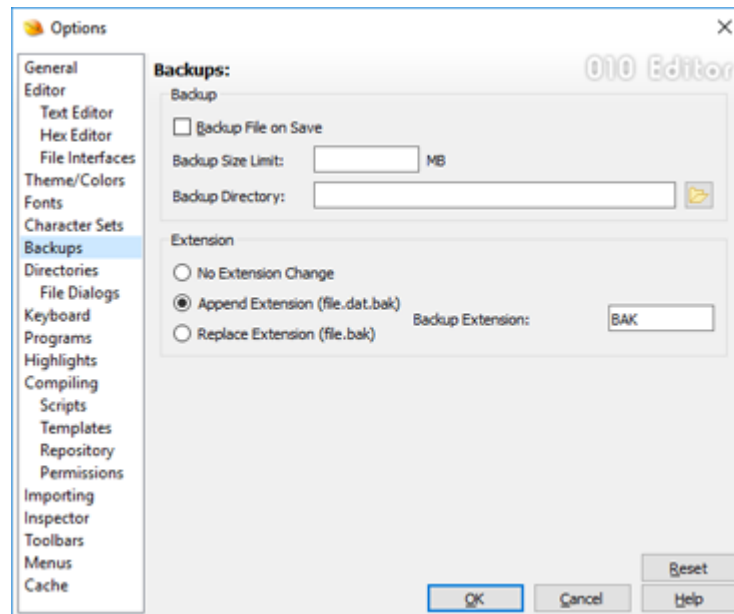 Options
General
Editor
Text Editor
Hex Editor
File Interfaces
Theme/Colors
Fonts
Character Sets
Backups
Directories
File Dialogs
Keyboard
Programs
Highlights
Compiling
Scripts
Templates
Repository
Permissions
Importing
Inspector
Toolbars
Menus
Cache
Backups:
010 Editor
Backup
Backup File on Save
Backup Size Limit: MB
Backup Directory:
Extension
No Extension Change
Append Extension (file.dat.bak)
Backup Extension: BAK
Replace Extension (file.bak)
Reset
OK Cancel Help